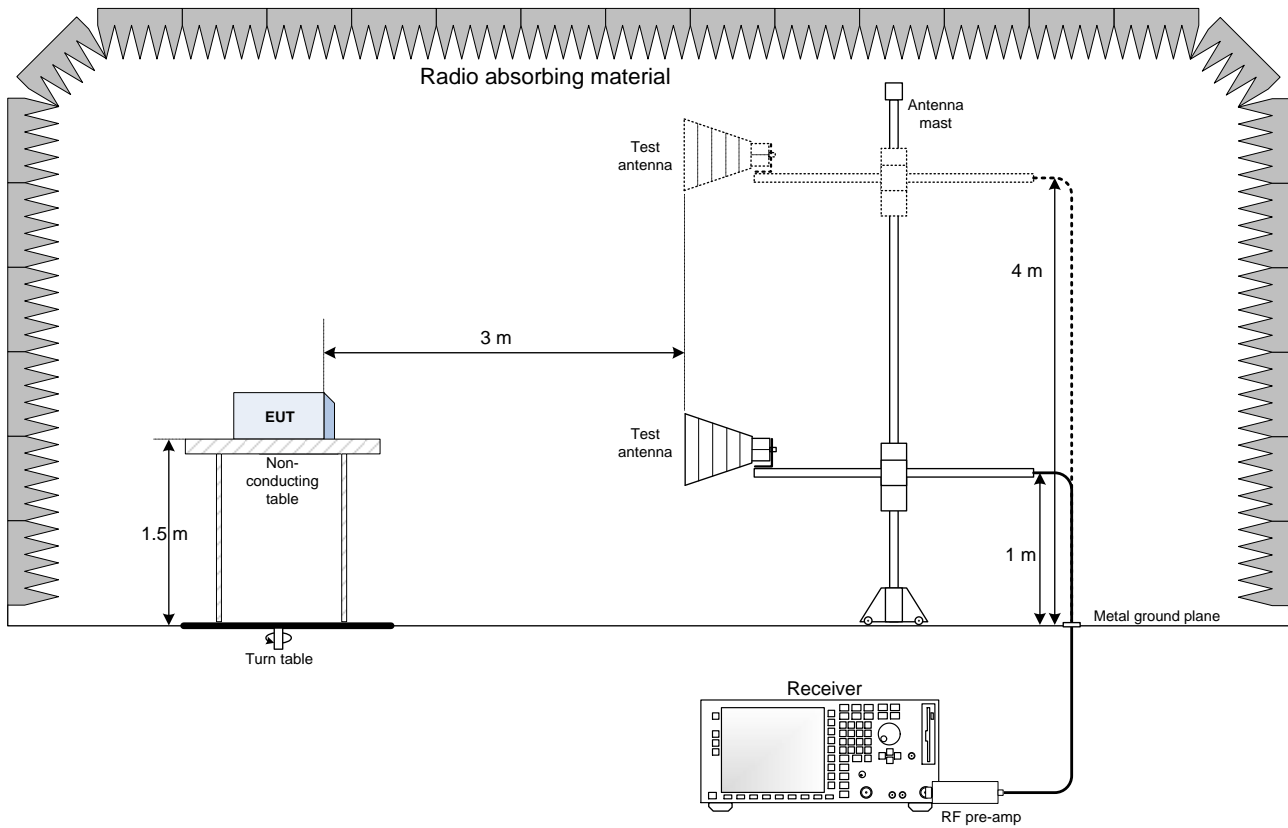 Radio absorbing material
Antenna
mast
Test
antenna
4 m
3 m
EUT
Test
antenna
Non-
conducting
table
1.5 m
1 m
Metal ground plane
Turn table
Receiver
RF pre-amp